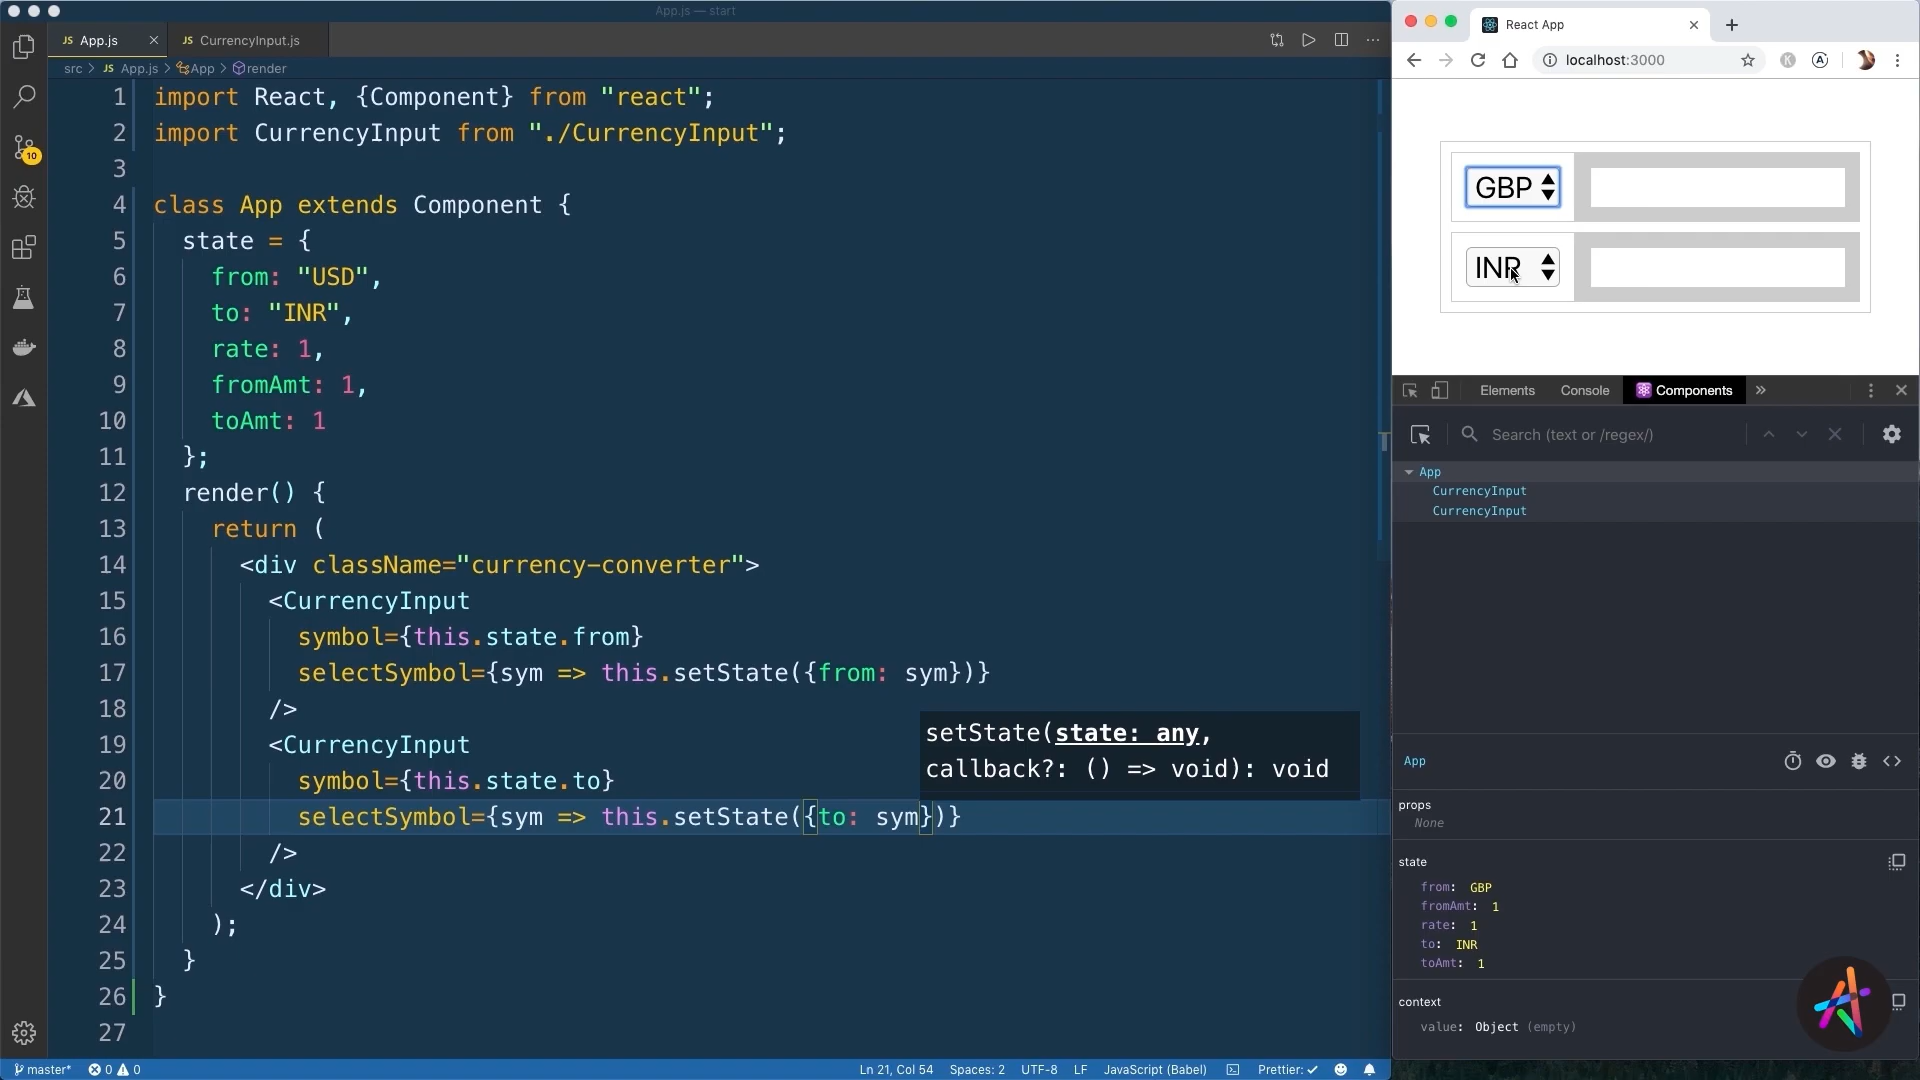 App.js — start
JS App.js ×
JS CurrencyInput.js
src > JS App.js > App > render
1 import React, {Component} from "react";
2 import CurrencyInput from "./CurrencyInput";
3
4 class App extends Component {
5 state = {
6 from: "USD",
7 to: "INR",
8 rate: 1,
9 fromAmt: 1,
10 toAmt: 1
11 };
12 render() {
13 return (
14 <div className="currency-converter">
15 <CurrencyInput
16 symbol={this.state.from}
17 selectSymbol={sym => this.setState({from: sym})}
18 />
19 <CurrencyInput
20 symbol={this.state.to}
21 selectSymbol={sym => this.setState({to: sym})}
22 />
23 </div>
24 );
25 }
26 }
27
setState(state: any,
callback?: () => void): void
10
master* 0 0 Ln 21, Col 54 Spaces: 2 UTF-8 LF JavaScript (Babel) Prettier: ✓
React App
localhost:3000
K A
GBP
INR
Elements Console Components »
Search (text or /regex/)
App
CurrencyInput
CurrencyInput
App
props
None
state
from: GBP
fromAmt: 1
rate: 1
to: INR
toAmt: 1
context
value: Object (empty)